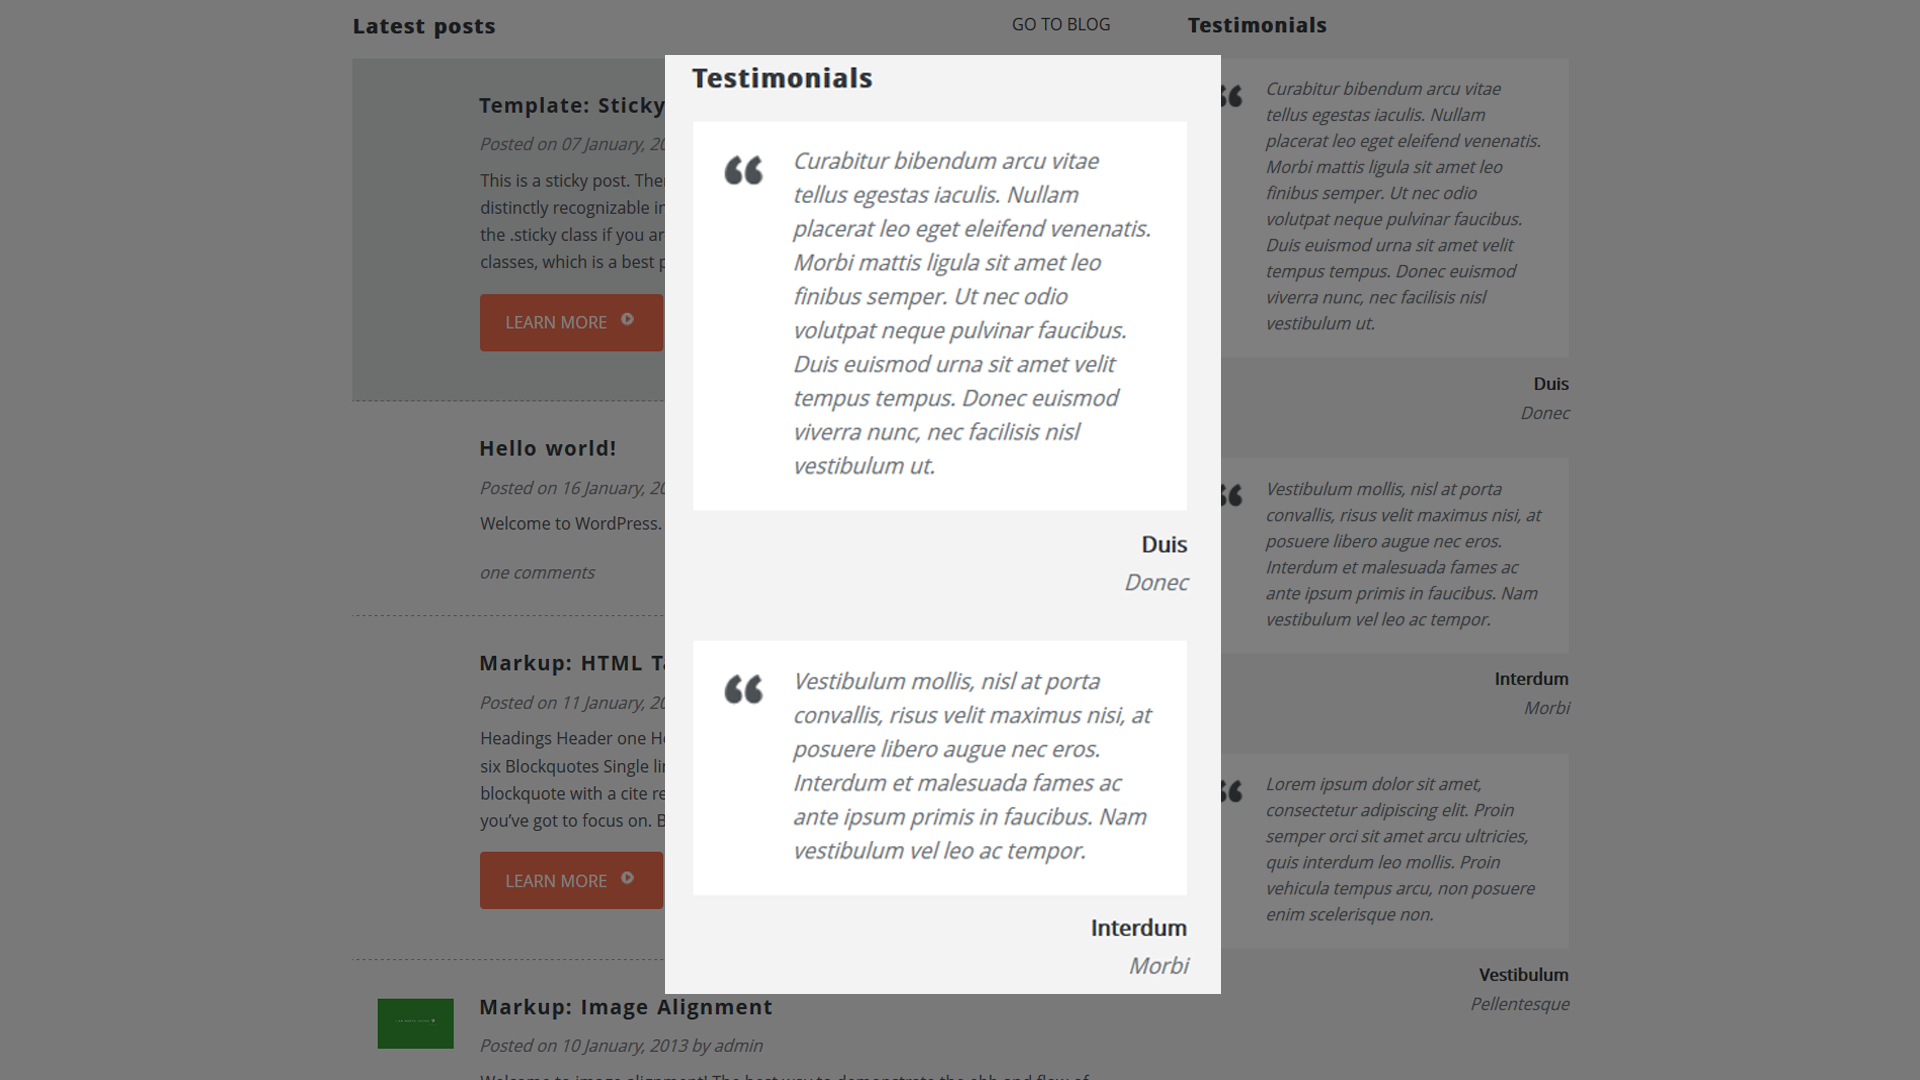 Latest posts
GO TO BLOG
Template: Sticky
Posted on 07 January,
This is a sticky post.
distinctly recognizable
the .sticky class if you
classes, which is a best
LEARN MORE
Hello world!
Posted on 16 January,
Welcome to WordPress.
one comments
Markup: HTML
Posted on 11 January,
Headings Header one
six Blockquotes Single
blockquote with a cite
you’ve got to focus on.
LEARN MORE
Markup: Image Alignment
Posted on 10 January, 2013 by admin
Welcome to image alignment! The best way to demonstrate the ebb and flow of
Testimonials
Curabitur bibendum arcu vitae
tellus egestas iaculis. Nullam
placerat leo eget eleifend venenatis.
Morbi mattis ligula sit amet leo
finibus semper. Ut nec odio
volutpat neque pulvinar faucibus.
Duis euismod urna sit amet velit
tempus tempus. Donec euismod
viverra nunc, nec facilisis nisl
vestibulum ut.
Duis
Donec
Vestibulum mollis, nisl at porta
convallis, risus velit maximus nisi, at
posuere libero augue nec eros.
Interdum et malesuada fames ac
ante ipsum primis in faucibus. Nam
vestibulum vel leo ac tempor.
Interdum
Morbi
Testimonials
Curabitur bibendum arcu vitae
tellus egestas iaculis. Nullam
placerat leo eget eleifend venenatis.
Morbi mattis ligula sit amet leo
finibus semper. Ut nec odio
volutpat neque pulvinar faucibus.
Duis euismod urna sit amet velit
tempus tempus. Donec euismod
viverra nunc, nec facilisis nisl
vestibulum ut.
Duis
Donec
Vestibulum mollis, nisl at porta
convallis, risus velit maximus nisi, at
posuere libero augue nec eros.
Interdum et malesuada fames ac
ante ipsum primis in faucibus. Nam
vestibulum vel leo ac tempor.
Interdum
Morbi
Lorem ipsum dolor sit amet,
consectetur adipiscing elit. Proin
semper orci sit amet arcu ultricies,
quis interdum leo mollis. Proin
vehicula tempus arcu, non posuere
enim scelerisque non.
Vestibulum
Pellentesque